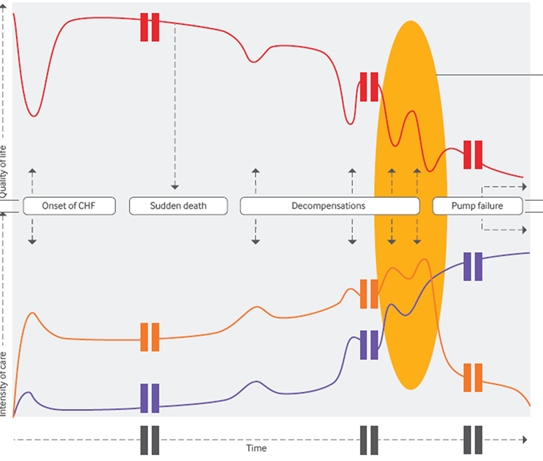 Quality of life
Onset of CHF
Sudden death
Decompensations
Pump failure
Intensity of care
Time